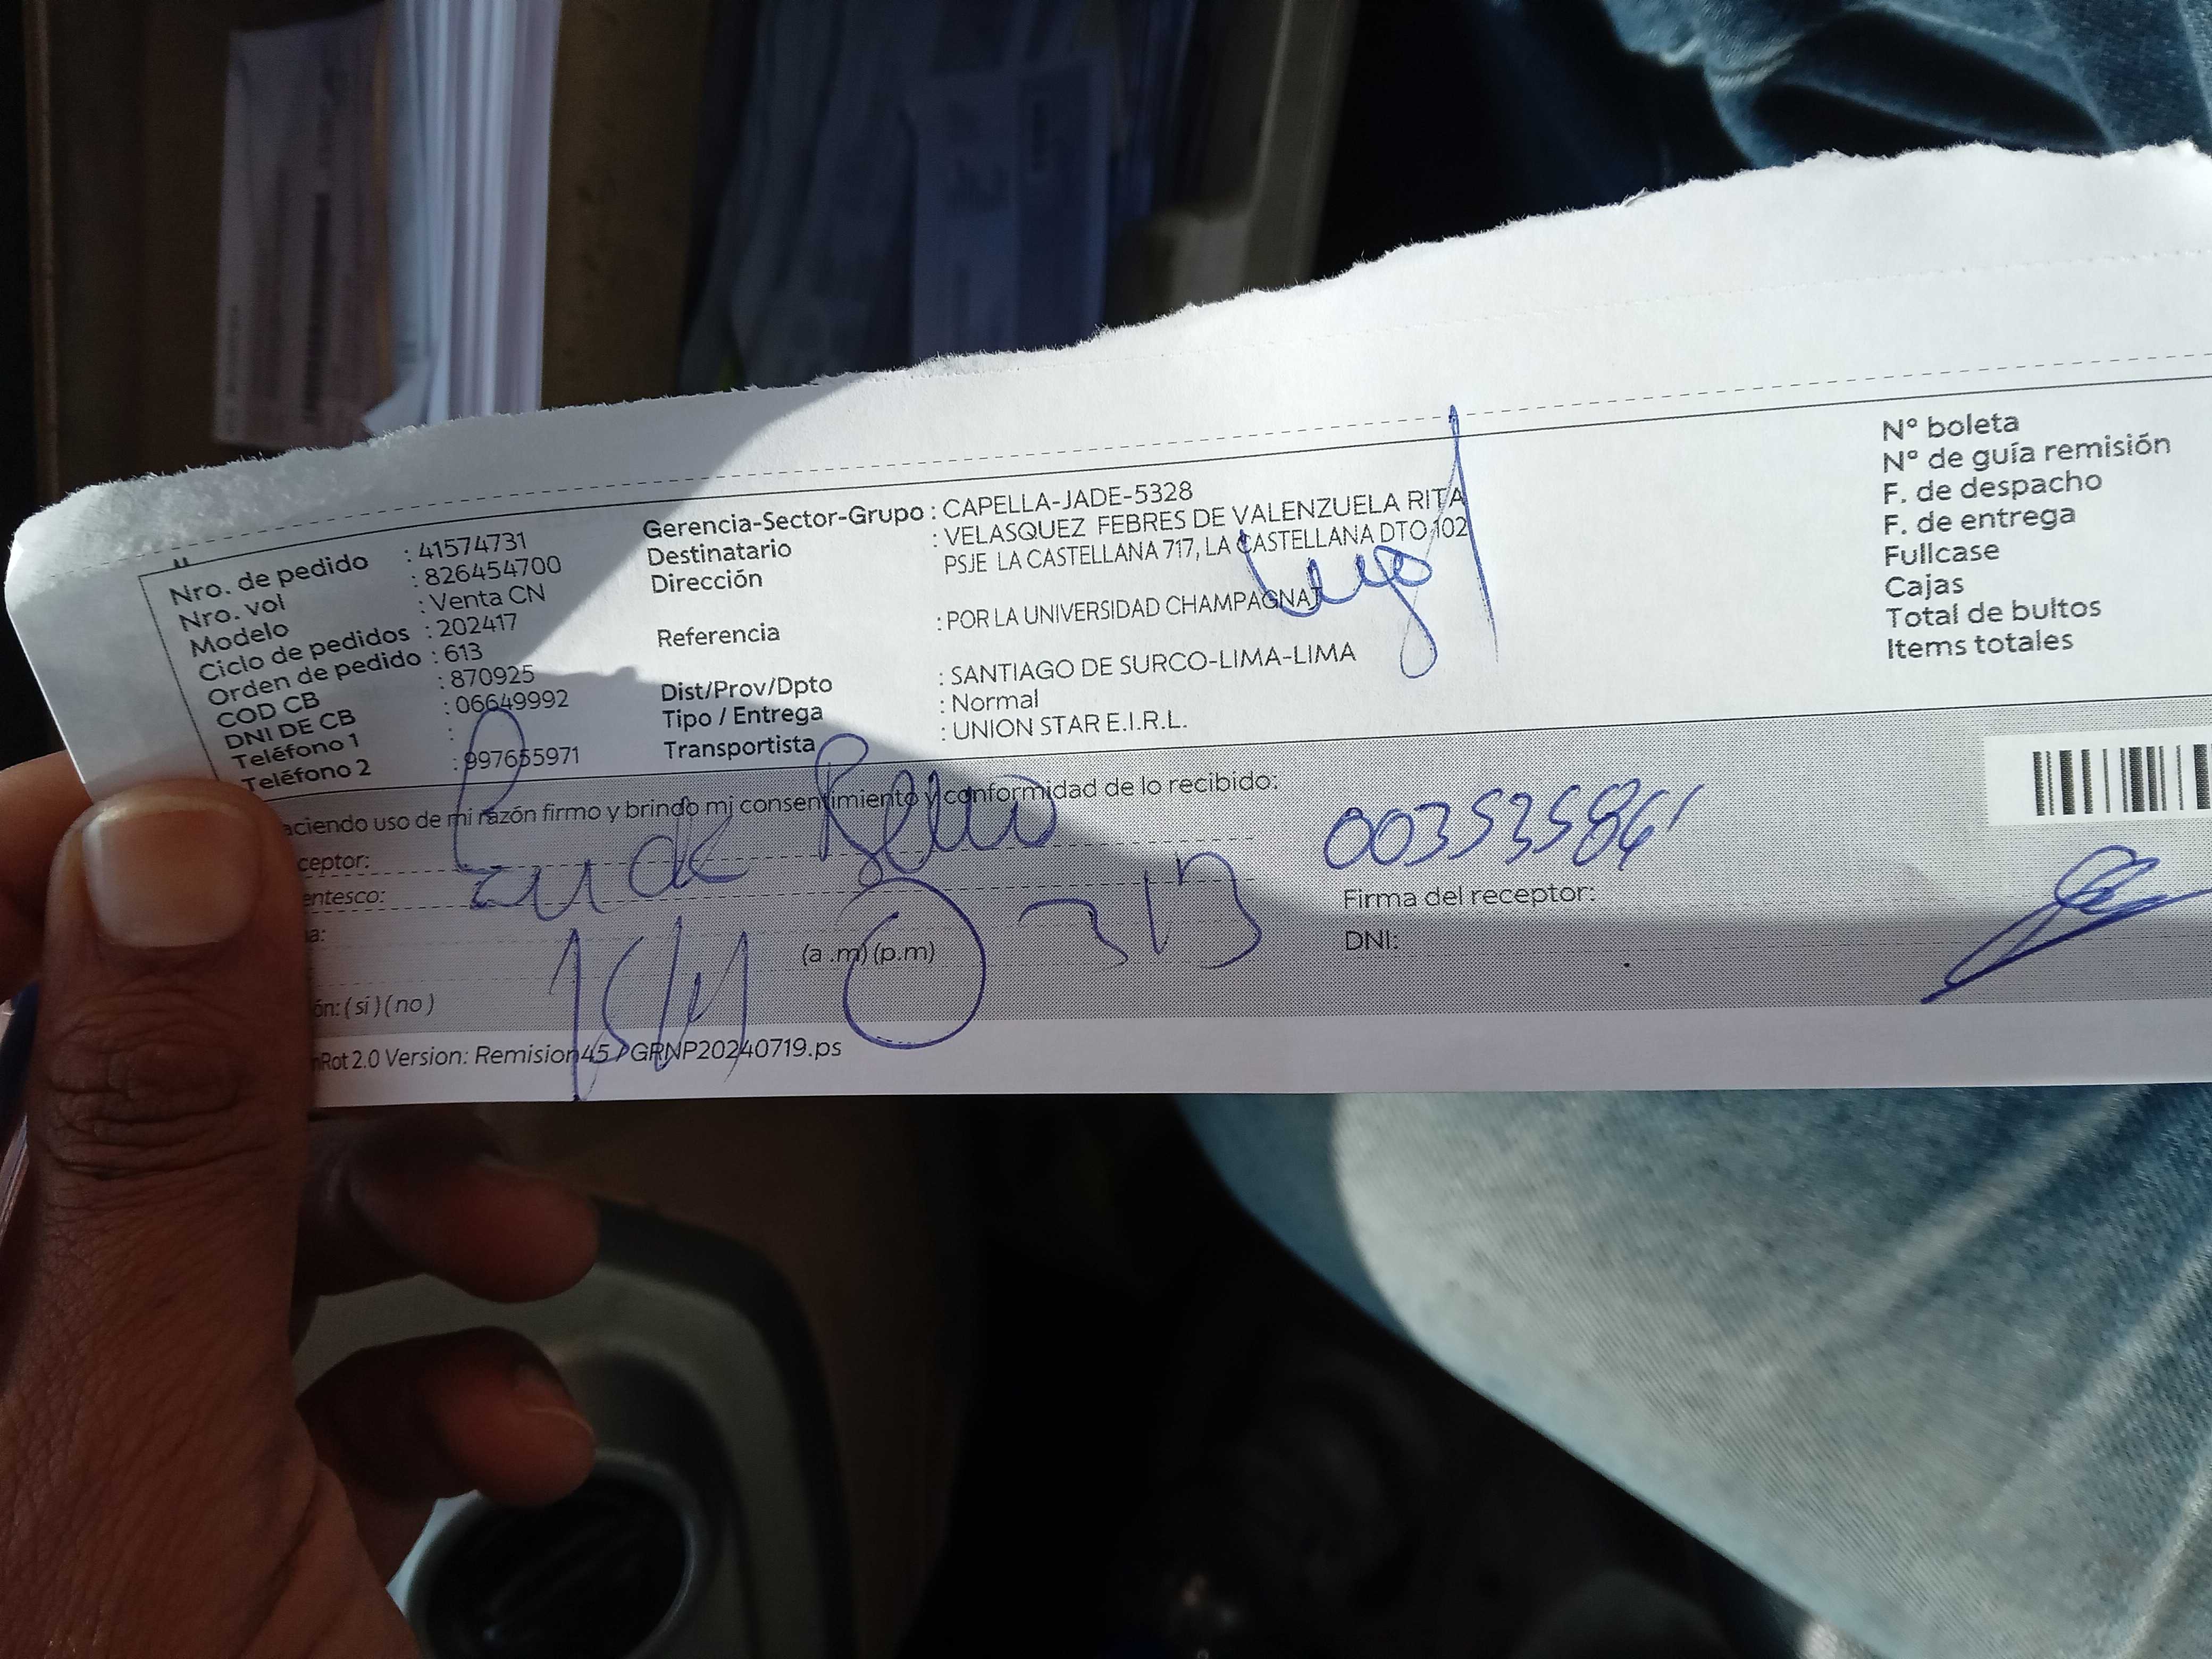 Nro. de pedido : 41574731
Nro. vol : 826454700
Modelo : Venta CN
Ciclo de pedidos : 202417
Orden de pedido : 613
COD CB : 870925
DNI DE CB : 06649992
Teléfono 1 :
Teléfono 2 : 997655971
Gerencia-Sector-Grupo : CAPELLA-JADE-5328
Destinatario : VELASQUEZ FEBRES DE VALENZUELA RITA
Dirección PSJE LA CASTELLANA 717, LA CASTELLANA DTO 102
Referencia : POR LA UNIVERSIDAD CHAMPAGNAT
Dist/Prov/Dpto : SANTIAGO DE SURCO-LIMA-LIMA
Tipo / Entrega : Normal
Transportista : UNION STAR E.I.R.L.
N° boleta
N° de guía remisión
F. de despacho
F. de entrega
Fullcase
Cajas
Total de bultos
Items totales
aciendo uso de mi razón firmo y brindo mi consentimiento y conformidad de lo recibido:
ceptor:
entesco:
a:
(a.m) (p.m) 313
ón: (si) (no)
Firma del receptor:
DNI:
Rot 2.0 Version: Remision45 / GRNP20240719.ps